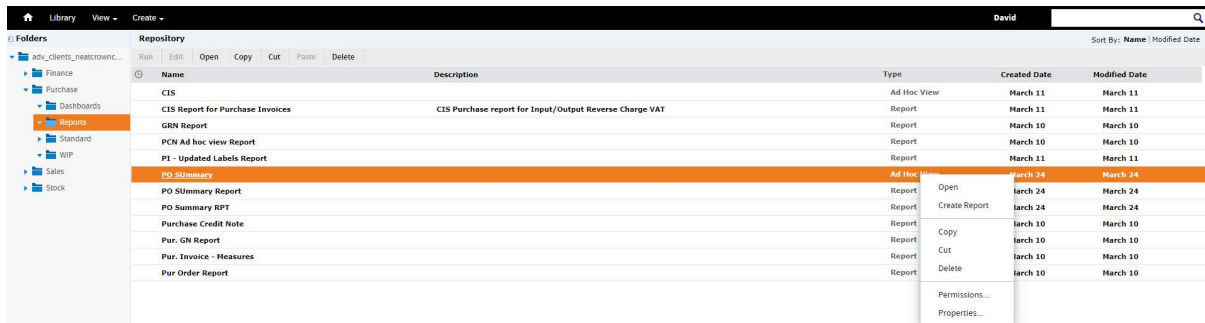 Library View Create David
Folders Repository Sort By: Name | Modified Date
adv_clients_neatcrownc... Run Edit Open Copy Cut Paste Delete
Finance Name Description Type Created Date Modified Date
Purchase CIS Ad Hoc View March 11 March 11
Dashboards CIS Report for Purchase Invoices CIS Purchase report for Input/Output Reverse Charge VAT Report March 11 March 11
Reports GRN Report Report March 10 March 10
Standard PCN Ad hoc view Report Report March 10 March 10
WIP PI - Updated Labels Report Report March 11 March 11
Sales PO SUmmary Ad Hoc View March 24 March 24
Stock PO SUmmary Report Report Open March 24 March 24
PO Summary RPT Report Create Report March 24 March 24
Purchase Credit Note Report Copy March 10 March 10
Pur. GN Report Report Cut March 10 March 10
Pur. Invoice - Measures Report Delete March 10 March 10
Pur Order Report Report March 10 March 10
Permissions...
Properties...